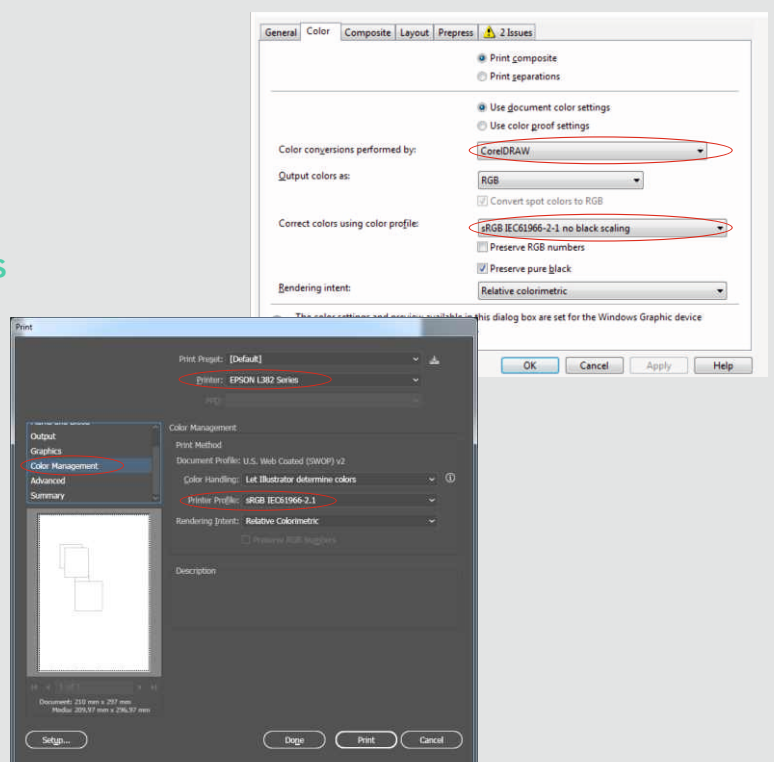 General Color Composite Layout Prepress 2 Issues
Print composite
Print separations
Use document color settings
Use color proof settings
Color conversions performed by: CorelDRAW
Output colors as: RGB
Convert spot colors to RGB
Correct colors using color profile: sRGB IEC61966-2-1 no black scaling
Preserve RGB numbers
Preserve pure black
Rendering intent: Relative colorimetric
The color settings and preview available in this dialog box are set for the Windows Graphic device
OK Cancel Apply Help
s
Print
Print Preset: [Default]
Printer: EPSON L382 Series
PPD:
Output
Graphics
Color Management
Advanced
Summary
Color Management
Print Method
Document Profile: U.S. Web Coated (SWOP) v2
Color Handling: Let Illustrator determine colors
Printer Profile: sRGB IEC61966-2.1
Rendering Intent: Relative Colorimetric
Preserve RGB Numbers
Description
1 of 1
Document: 210 mm x 297 mm
Media: 209,97 mm x 296,97 mm
Setup... Done Print Cancel